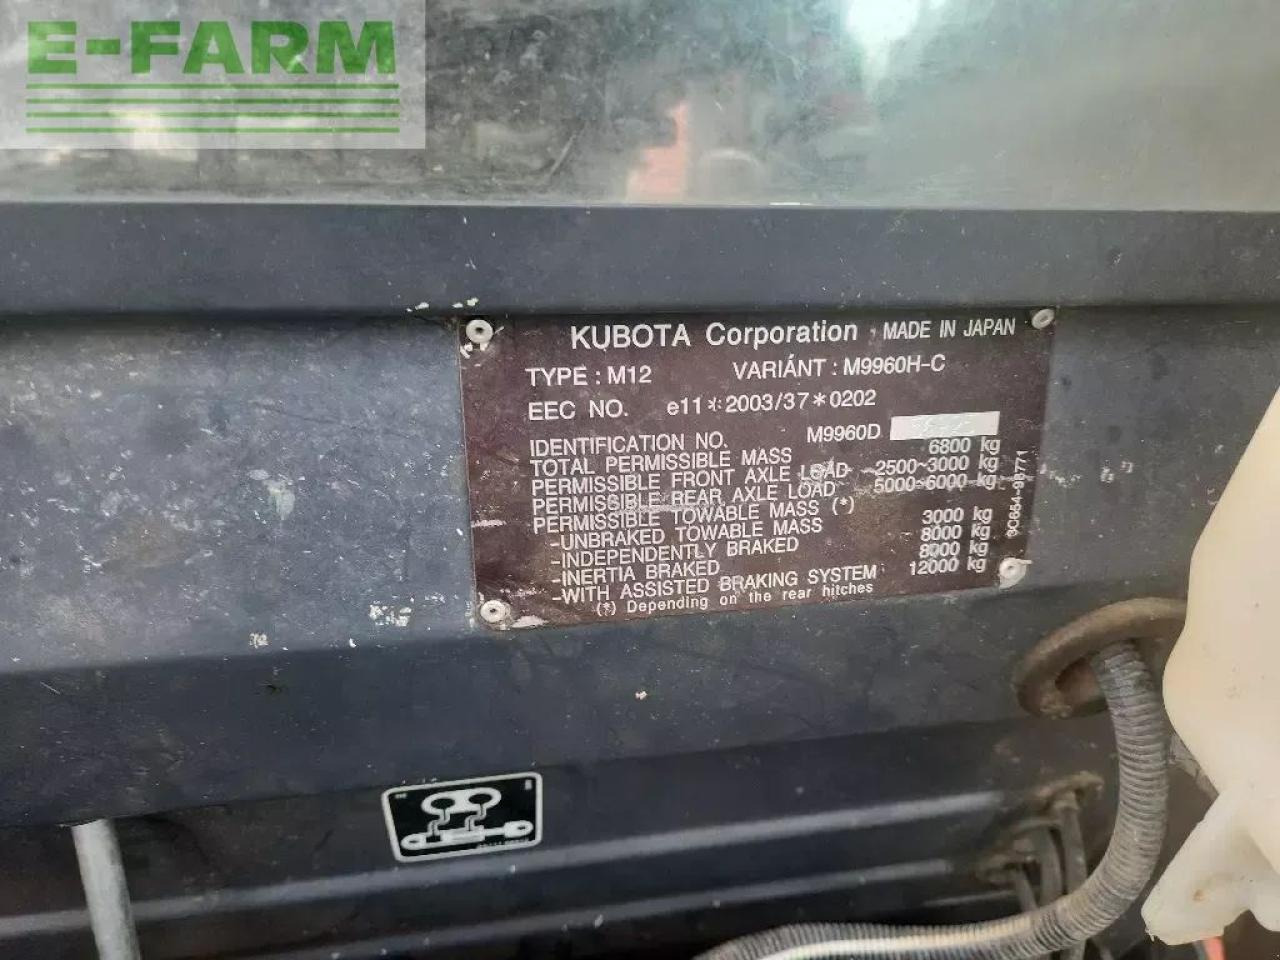 E-FARM
KUBOTA Corporation MADE IN JAPAN
TYPE : M12 VARIÁNT : M9960H-C
EEC NO. e11*2003/37*0202
IDENTIFICATION NO. M9960D
TOTAL PERMISSIBLE MASS 6800 kg
PERMISSIBLE FRONT AXLE LOAD 2500~3000 kg
PERMISSIBLE REAR AXLE LOAD 5000~6000 kg
PERMISSIBLE TOWABLE MASS (*)
-UNBRAKED TOWABLE MASS 3000 kg
-INDEPENDENTLY BRAKED 8000 kg
-INERTIA BRAKED 8000 kg
-WITH ASSISTED BRAKING SYSTEM 12000 kg
(*) Depending on the rear hitches
3C654-98771